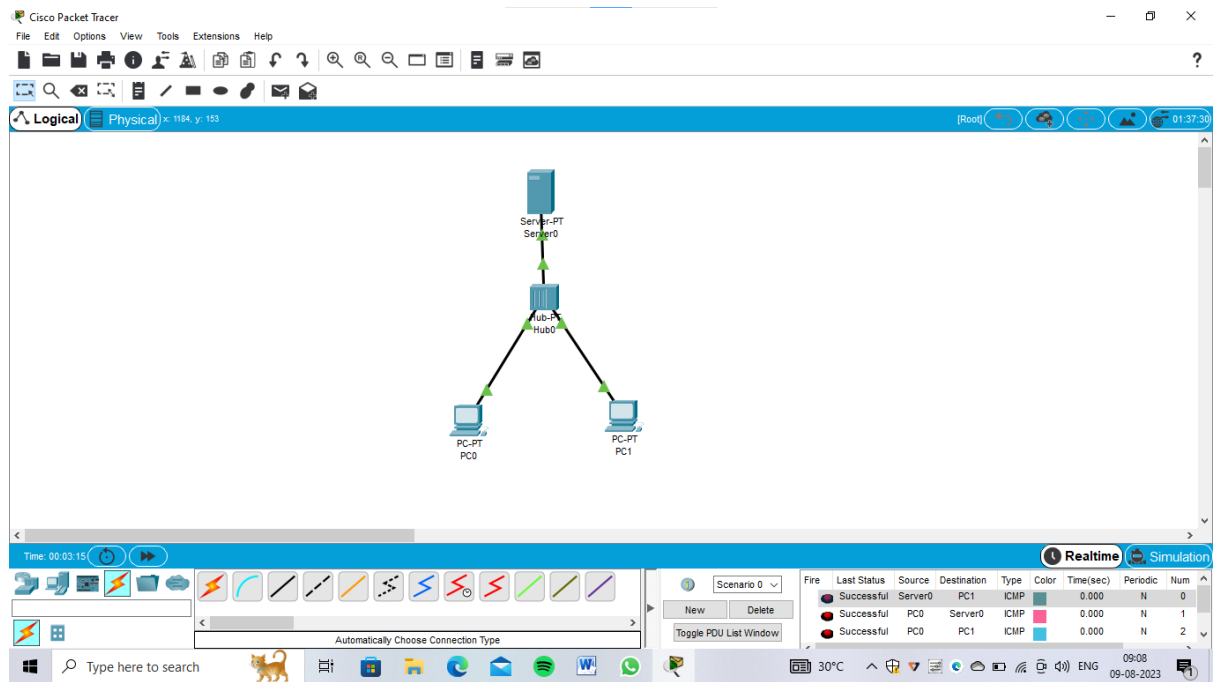 Cisco Packet Tracer
File Edit Options View Tools Extensions Help
?
Logical Physical x: 1184, y: 153 [Root] 01:37:30
Server-PT
Server0
Hub-PT
Hub0
PC-PT
PC0
PC-PT
PC1
Time: 00:03:15 Realtime Simulation
Automatically Choose Connection Type
Scenario 0
New Delete
Toggle PDU List Window
Fire Last Status Source Destination Type Color Time(sec) Periodic Num
Successful Server0 PC1 ICMP 0.000 N 0
Successful PC0 Server0 ICMP 0.000 N 1
Successful PC0 PC1 ICMP 0.000 N 2
Type here to search 30°C ENG 09:08
09-08-2023